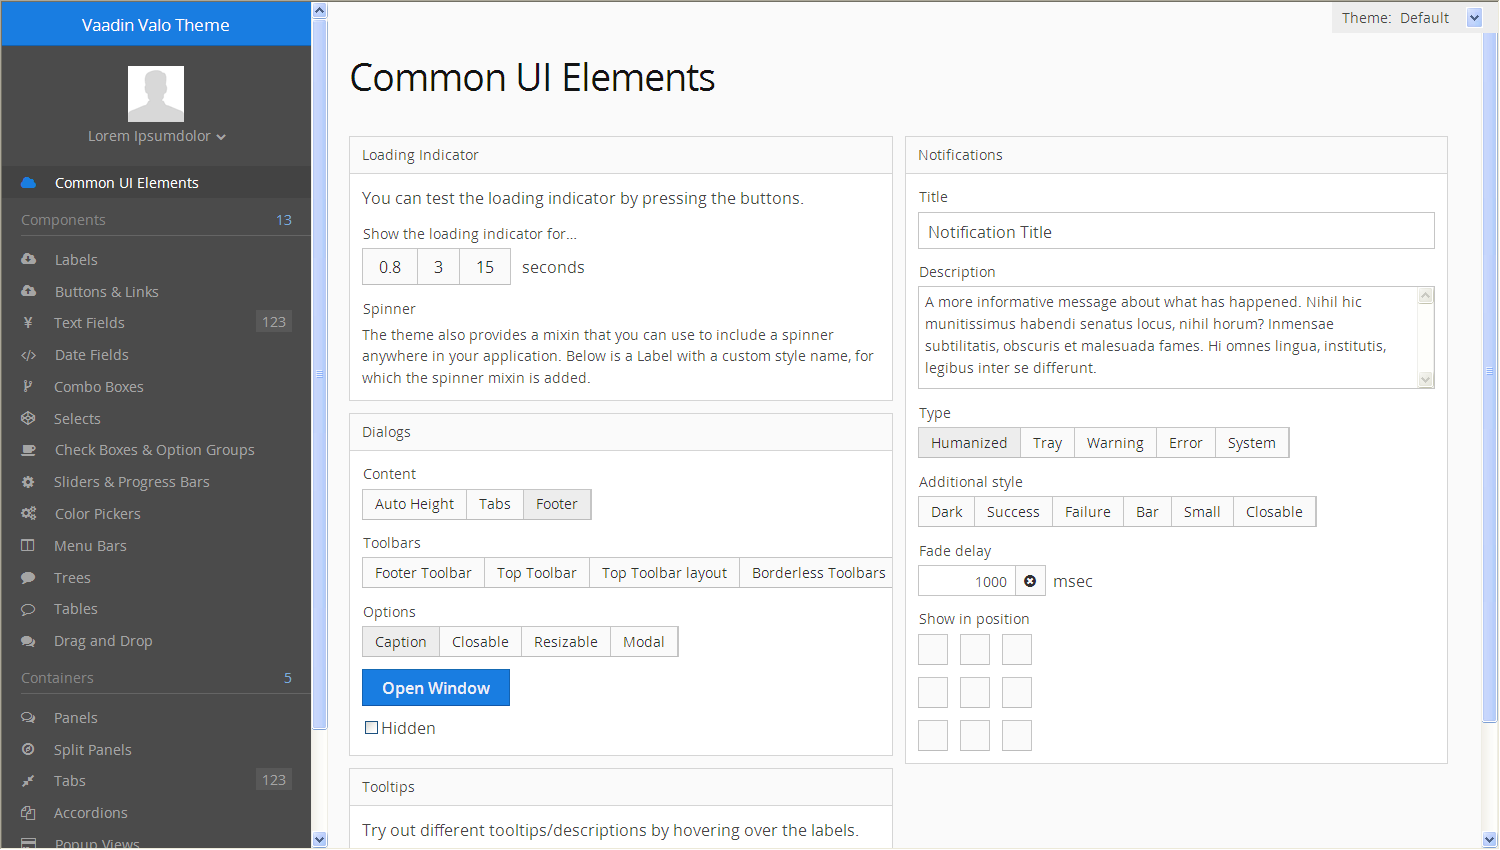 Vaadin Valo Theme
Lorem Ipsumdolor
Common UI Elements
Components 13
Labels
Buttons & Links
Text Fields 123
Date Fields
Combo Boxes
Selects
Check Boxes & Option Groups
Sliders & Progress Bars
Color Pickers
Menu Bars
Trees
Tables
Drag and Drop
Containers 5
Panels
Split Panels
Tabs 123
Accordions
Popup Views
Theme: Default
Common UI Elements
Loading Indicator
You can test the loading indicator by pressing the buttons.
Show the loading indicator for...
0.8 3 15 seconds
Spinner
The theme also provides a mixin that you can use to include a spinner
anywhere in your application. Below is a Label with a custom style name, for
which the spinner mixin is added.
Dialogs
Content
Auto Height Tabs Footer
Toolbars
Footer Toolbar Top Toolbar Top Toolbar layout Borderless Toolbars
Options
Caption Closable Resizable Modal
Open Window
Hidden
Tooltips
Try out different tooltips/descriptions by hovering over the labels.
Notifications
Title
Notification Title
Description
A more informative message about what has happened. Nihil hic
munitissimus habendi senatus locus, nihil horum? Inmensae
subtilitatis, obscuris et malesuada fames. Hi omnes lingua, institutis,
legibus inter se differunt.
Type
Humanized Tray Warning Error System
Additional style
Dark Success Failure Bar Small Closable
Fade delay
1000 msec
Show in position